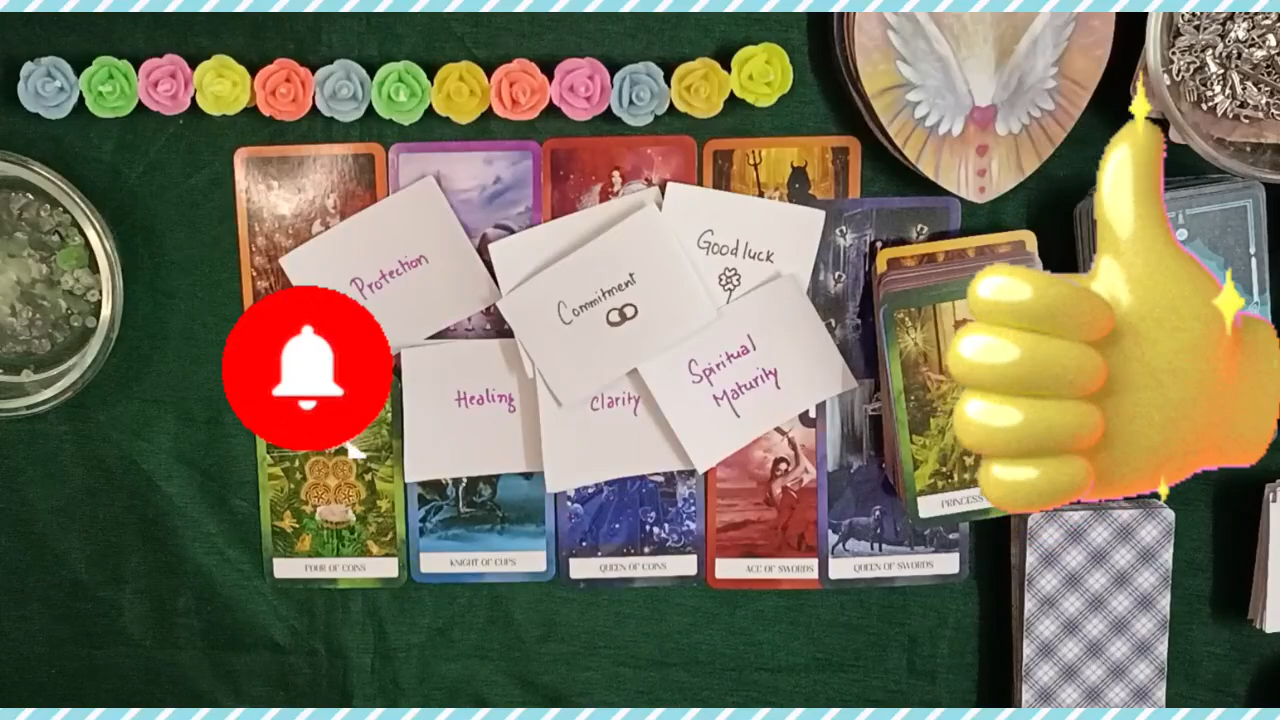 Protection
Good luck
Commitment
Spiritual
Maturity
Healing
Clarity
FOUR OF COINS
KNIGHT OF CUPS
QUEEN OF COINS
ACE OF SWORDS
QUEEN OF SWORDS
PRINCESS